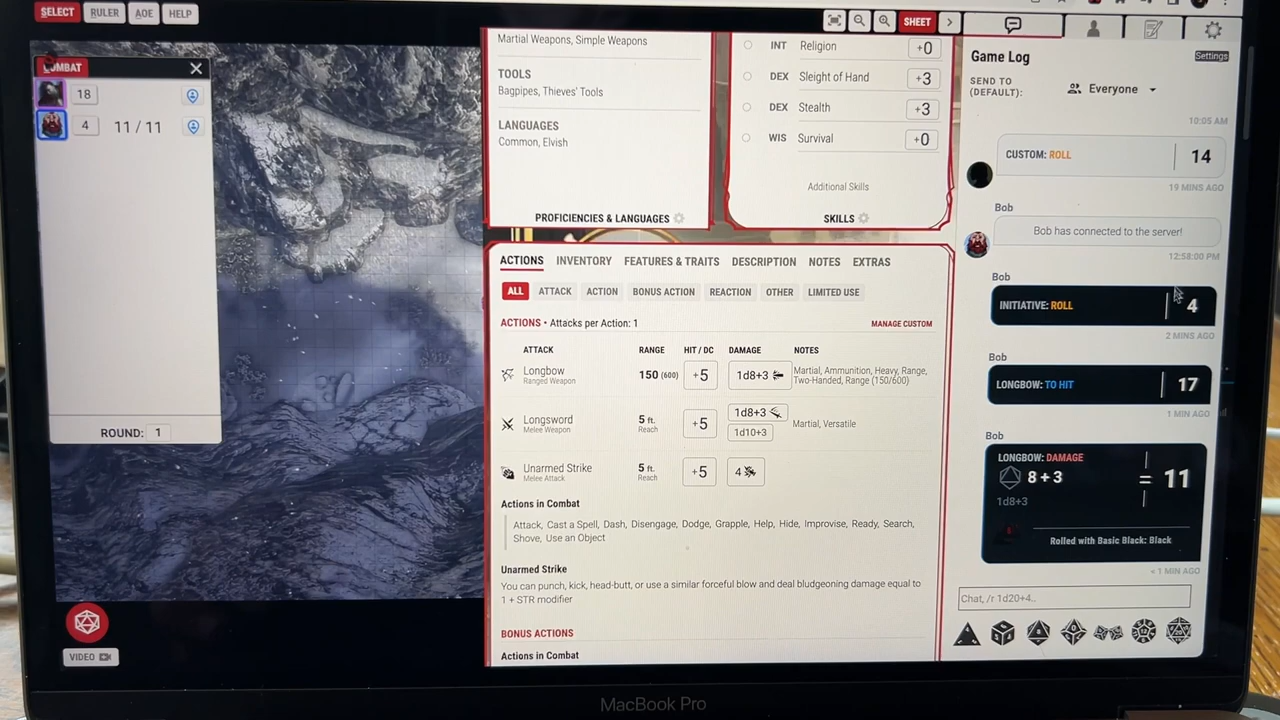 SELECT RULER AOE HELP
COMBAT
18
4 11 / 11
ROUND: 1
VIDEO
SHEET
Martial Weapons, Simple Weapons
TOOLS
Bagpipes, Thieves' Tools
LANGUAGES
Common, Elvish
PROFICIENCIES & LANGUAGES
INT Religion +0
DEX Sleight of Hand +3
DEX Stealth +3
WIS Survival +0
Additional Skills
SKILLS
ACTIONS INVENTORY FEATURES & TRAITS DESCRIPTION NOTES EXTRAS
ALL ATTACK ACTION BONUS ACTION REACTION OTHER LIMITED USE
ACTIONS • Attacks per Action: 1 MANAGE CUSTOM
ATTACK RANGE HIT / DC DAMAGE NOTES
Longbow 150 (600) +5 1d8+3 Martial, Ammunition, Heavy, Range,
Ranged Weapon Two-Handed, Range (150/600)
Longsword 5 ft. +5 1d8+3 Martial, Versatile
Melee Weapon Reach 1d10+3
Unarmed Strike 5 ft. +5 4
Melee Attack Reach
Actions in Combat
Attack, Cast a Spell, Dash, Disengage, Dodge, Grapple, Help, Hide, Improvise, Ready, Search,
Shove, Use an Object
Unarmed Strike
You can punch, kick, head-butt, or use a similar forceful blow and deal bludgeoning damage equal to
1 + STR modifier
BONUS ACTIONS
Actions in Combat
Game Log Settings
SEND TO
(DEFAULT): Everyone
10:05 AM
CUSTOM: ROLL 14
19 MINS AGO
Bob
Bob has connected to the server!
12:58:00 PM
Bob
INITIATIVE: ROLL 4
2 MINS AGO
Bob
LONGBOW: TO HIT 17
1 MIN AGO
Bob
LONGBOW: DAMAGE
8 + 3 = 11
1d8+3
Rolled with Basic Black: Black
< 1 MIN AGO
Chat, /r 1d20+4..
MacBook Pro